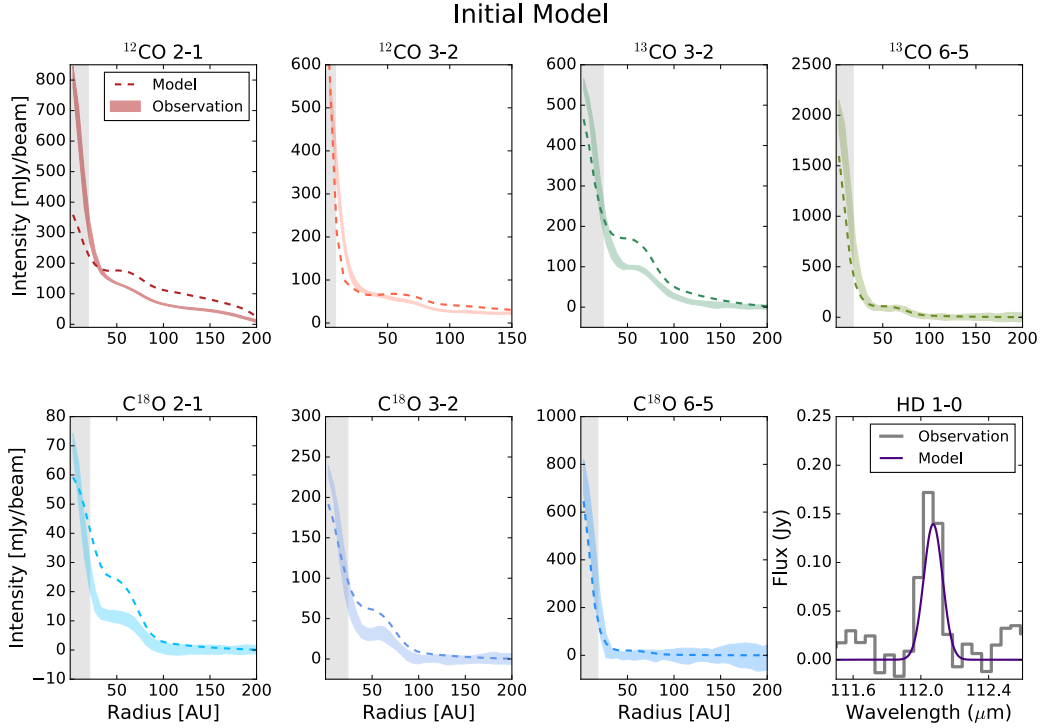 Initial Model
¹²CO 2-1
¹²CO 3-2
¹³CO 3-2
¹³CO 6-5
Intensity [mJy/beam]
800
700
600
500
400
300
200
100
0
Model
Observation
50 100 150 200
600
500
400
300
200
100
0
50 100 150
600
500
400
300
200
100
0
50 100 150 200
2500
2000
1500
1000
500
0
50 100 150 200
C¹⁸O 2-1
C¹⁸O 3-2
C¹⁸O 6-5
HD 1-0
Intensity [mJy/beam]
80
70
60
50
40
30
20
10
0
−10
50 100 150 200
Radius [AU]
300
250
200
150
100
50
0
50 100 150 200
Radius [AU]
1000
800
600
400
200
0
50 100 150 200
Radius [AU]
Flux (Jy)
0.25
0.20
0.15
0.10
0.05
0.00
Observation
Model
111.6 112.0 112.4
Wavelength (μm)